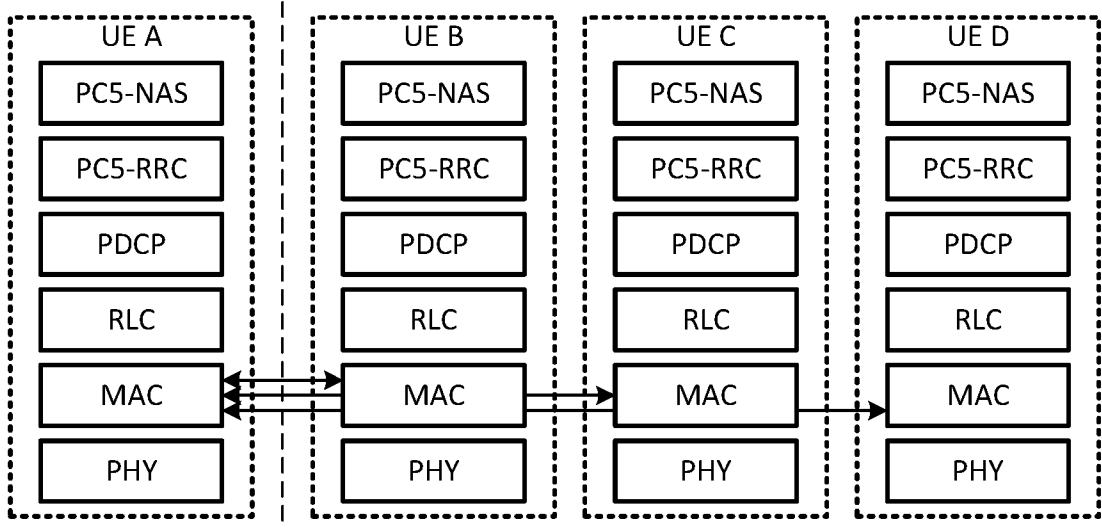 UE A
PC5-NAS
PC5-RRC
PDCP
RLC
MAC
PHY
UE B
PC5-NAS
PC5-RRC
PDCP
RLC
MAC
PHY
UE C
PC5-NAS
PC5-RRC
PDCP
RLC
MAC
PHY
UE D
PC5-NAS
PC5-RRC
PDCP
RLC
MAC
PHY